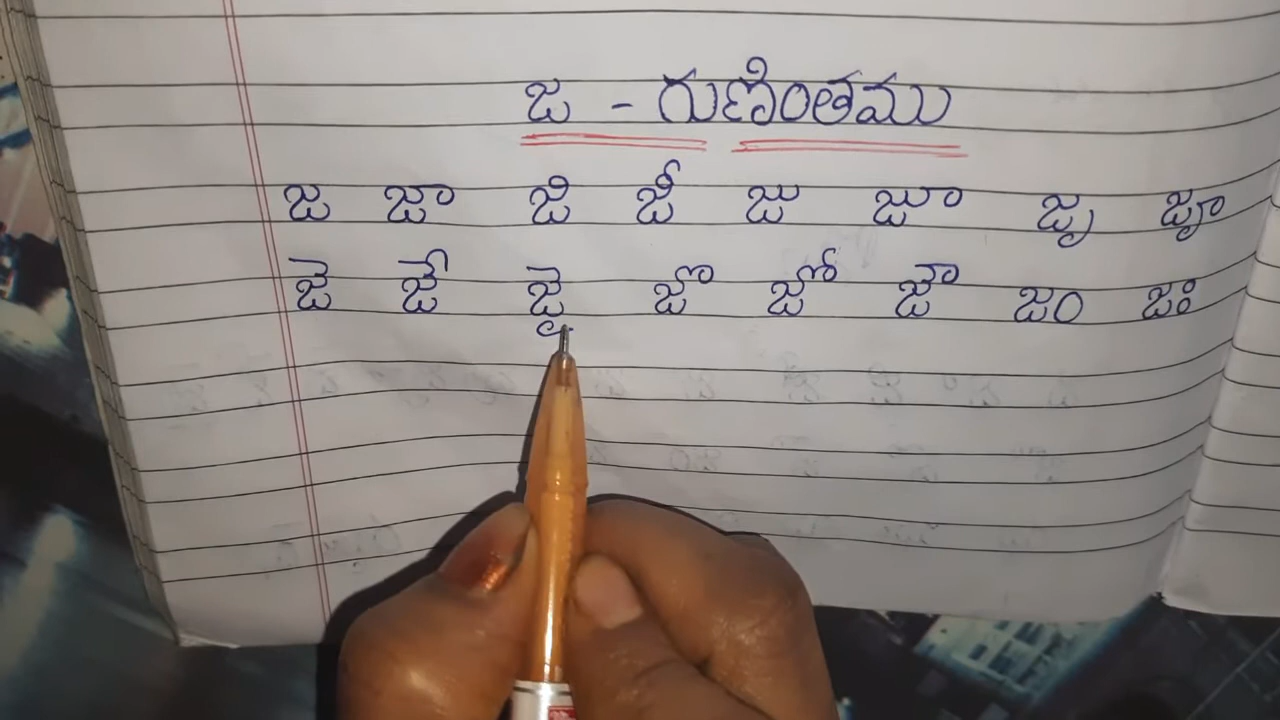 జ - గుణింతము
జ జా జి జీ జు జూ జృ జౄ
జె జే జై జొ జో జౌ జం జః